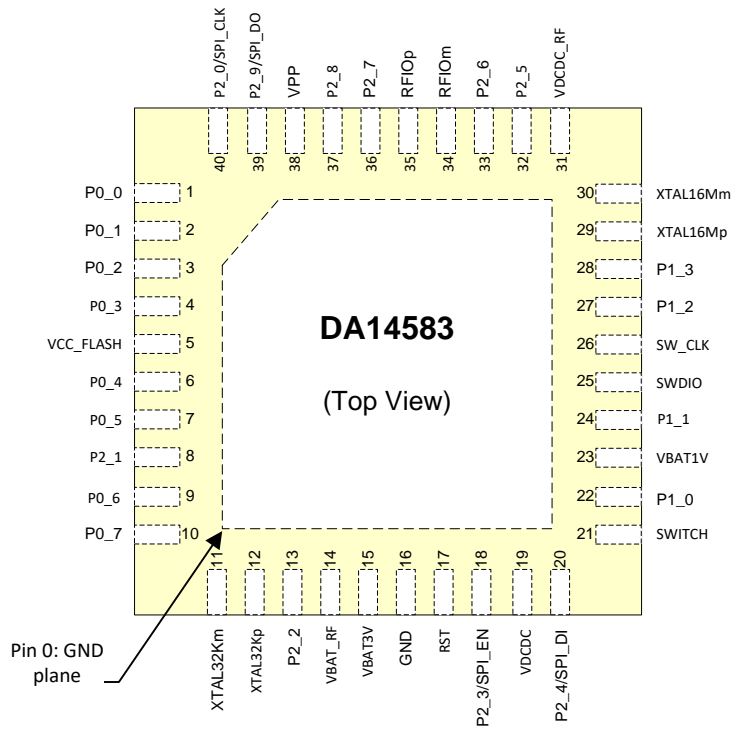 P2_0/SPI_CLK
P2_9/SPI_DO
VPP
P2_8
P2_7
RFIOp
RFIOm
P2_6
P2_5
VDCDC_RF
40
39
38
37
36
35
34
33
32
31
P0_0 1
P0_1 2
P0_2 3
P0_3 4
VCC_FLASH 5
P0_4 6
P0_5 7
P2_1 8
P0_6 9
P0_7 10
DA14583
(Top View)
30 XTAL16Mm
29 XTAL16Mp
28 P1_3
27 P1_2
26 SW_CLK
25 SWDIO
24 P1_1
23 VBAT1V
22 P1_0
21 SWITCH
11
12
13
14
15
16
17
18
19
20
XTAL32Km
XTAL32Kp
P2_2
VBAT_RF
VBAT3V
GND
RST
P2_3/SPI_EN
VDCDC
P2_4/SPI_DI
Pin 0: GND
plane